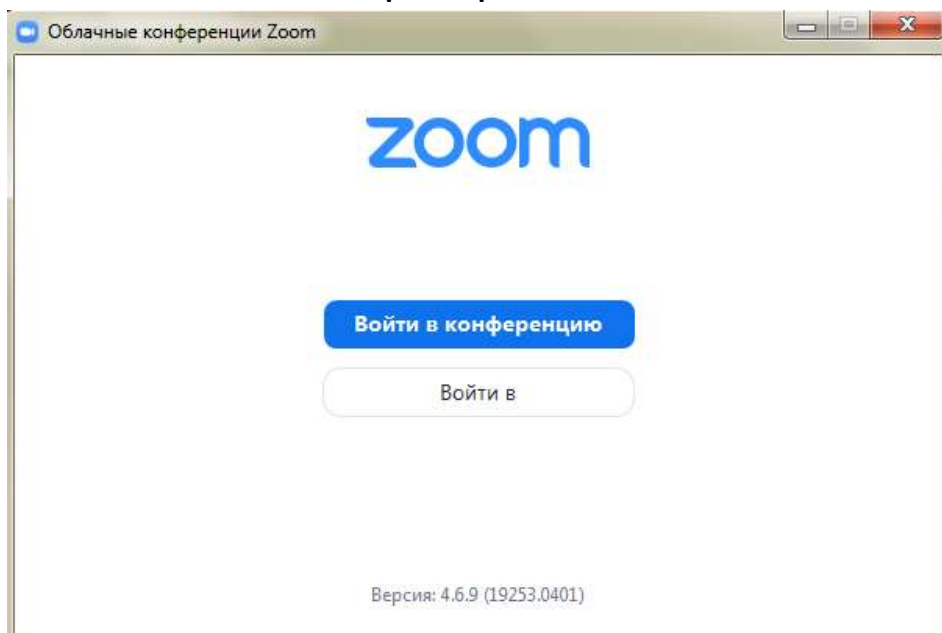 Облачные конференции Zoom
zoom
Войти в конференцию
Войти в
Версия: 4.6.9 (19253.0401)